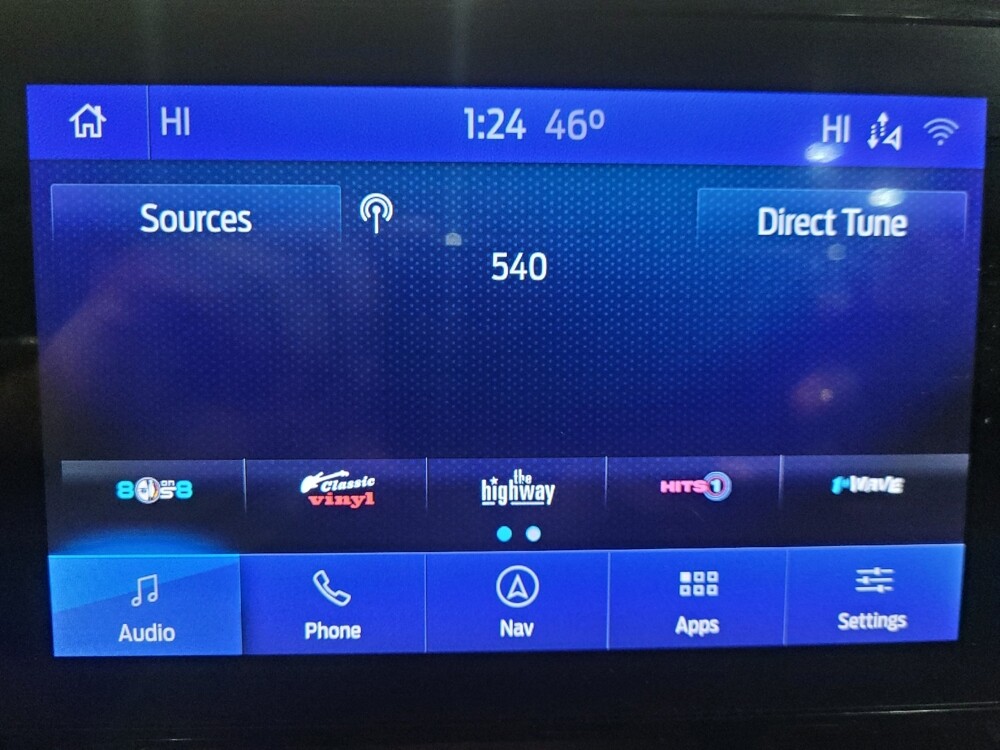 HI 1:24 46° HI
Sources
Direct Tune
540
80s on 8
Classic vinyl
the highway
HITS 1
1st WAVE
Audio
Phone
Nav
Apps
Settings